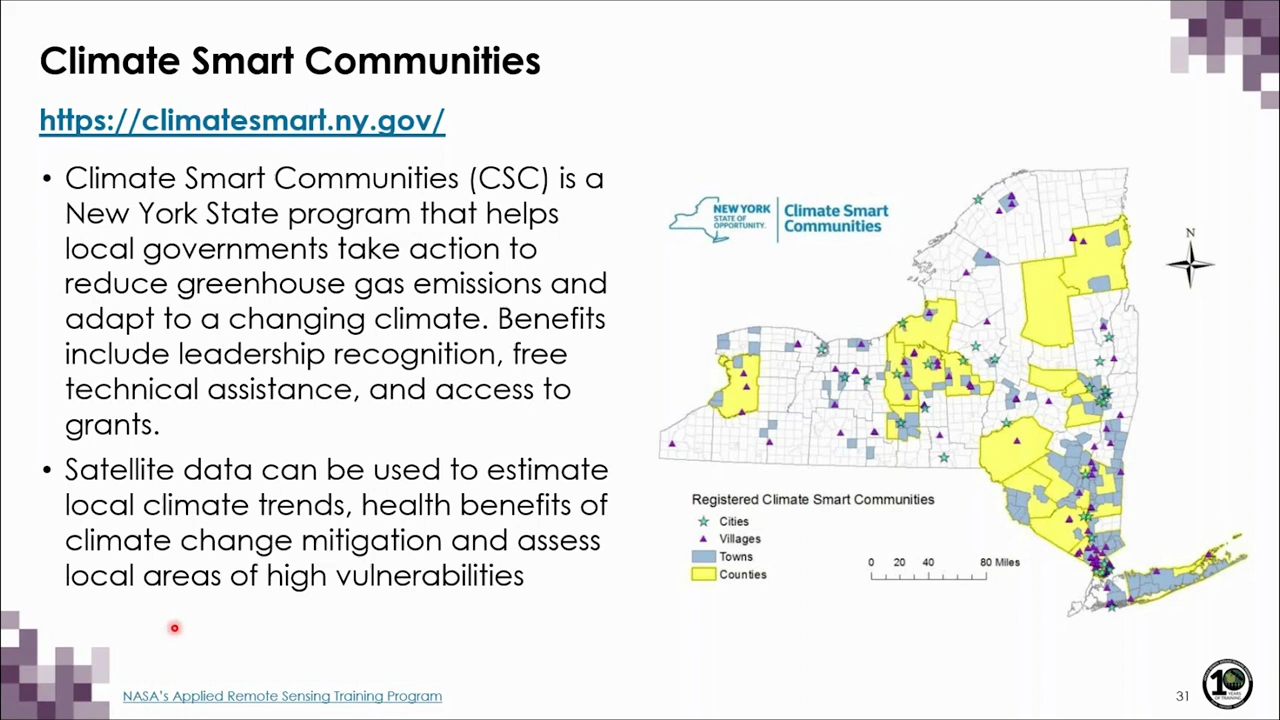 Climate Smart Communities
https://climatesmart.ny.gov/
• Climate Smart Communities (CSC) is a
New York State program that helps
local governments take action to
reduce greenhouse gas emissions and
adapt to a changing climate. Benefits
include leadership recognition, free
technical assistance, and access to
grants.
• Satellite data can be used to estimate
local climate trends, health benefits of
climate change mitigation and assess
local areas of high vulnerabilities
NEW YORK
STATE OF
OPPORTUNITY.
Climate Smart
Communities
N
Registered Climate Smart Communities
Cities
Villages
Towns
Counties
0 20 40 80 Miles
NASA's Applied Remote Sensing Training Program
31
10
YEARS
OF TRAINING